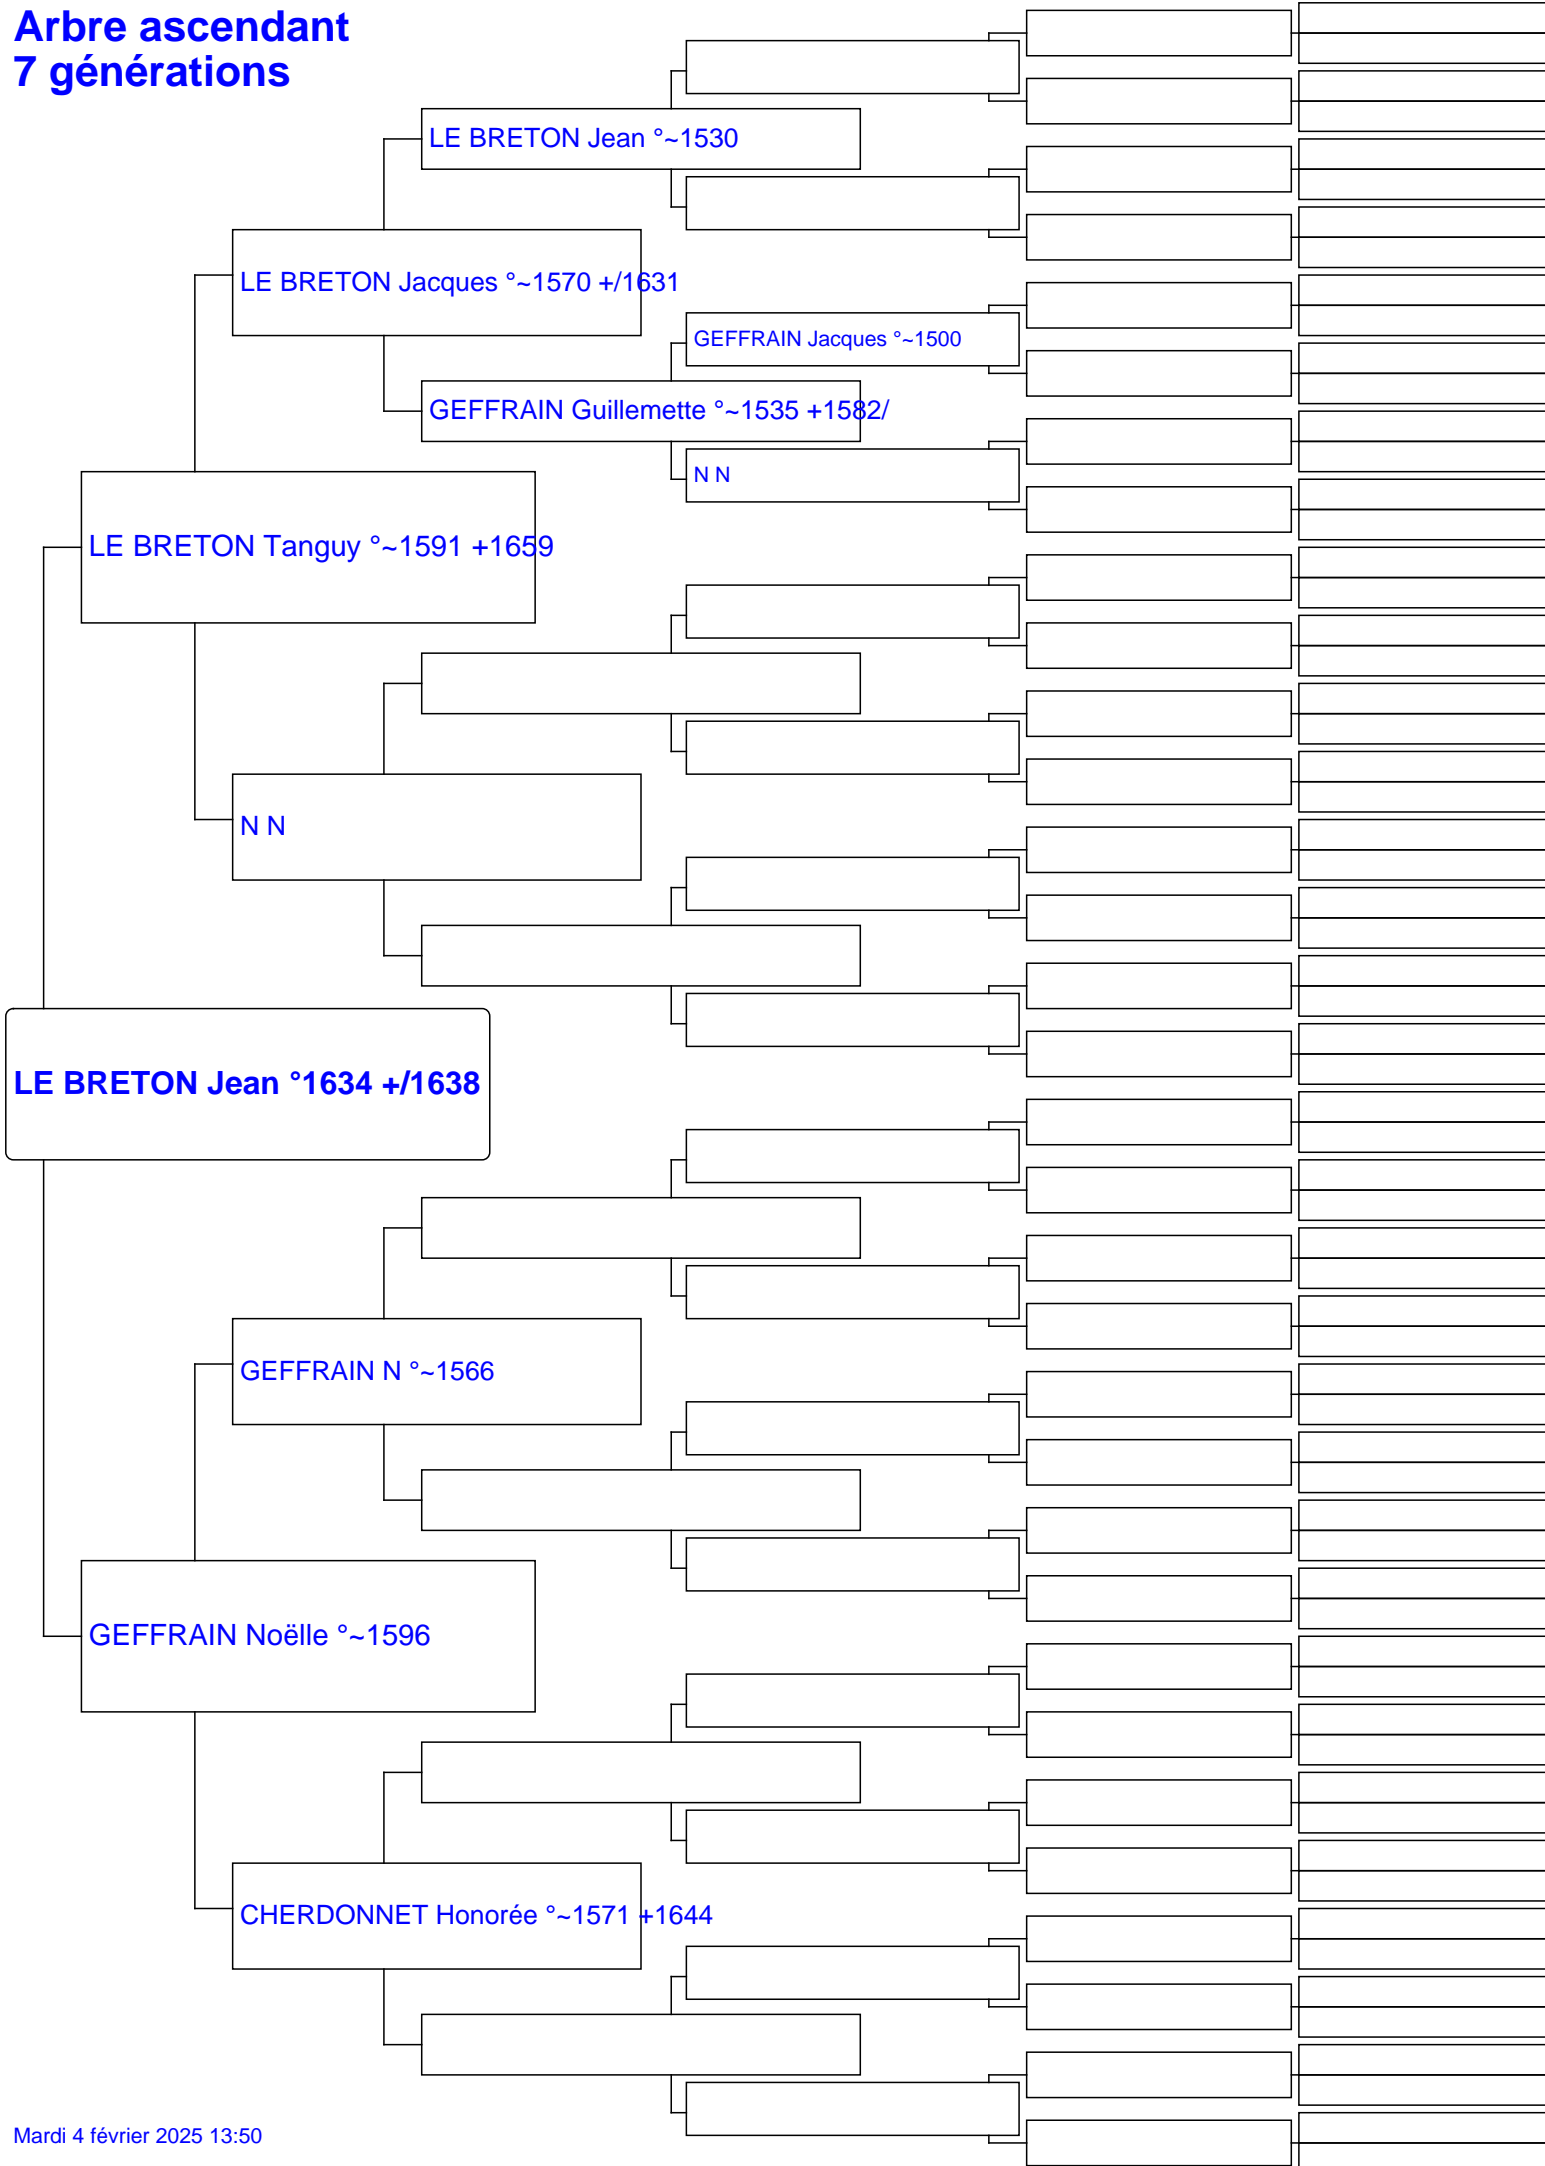 Arbre ascendant
7 générations
LE BRETON Jean °~1530
LE BRETON Jacques °~1570 +/1631
GEFFRAIN Jacques °~1500
GEFFRAIN Guillemette °~1535 +1582/
N N
LE BRETON Tanguy °~1591 +1659
N N
LE BRETON Jean °1634 +/1638
GEFFRAIN N °~1566
GEFFRAIN Noëlle °~1596
CHERDONNET Honorée °~1571 +1644
Mardi 4 février 2025 13:50